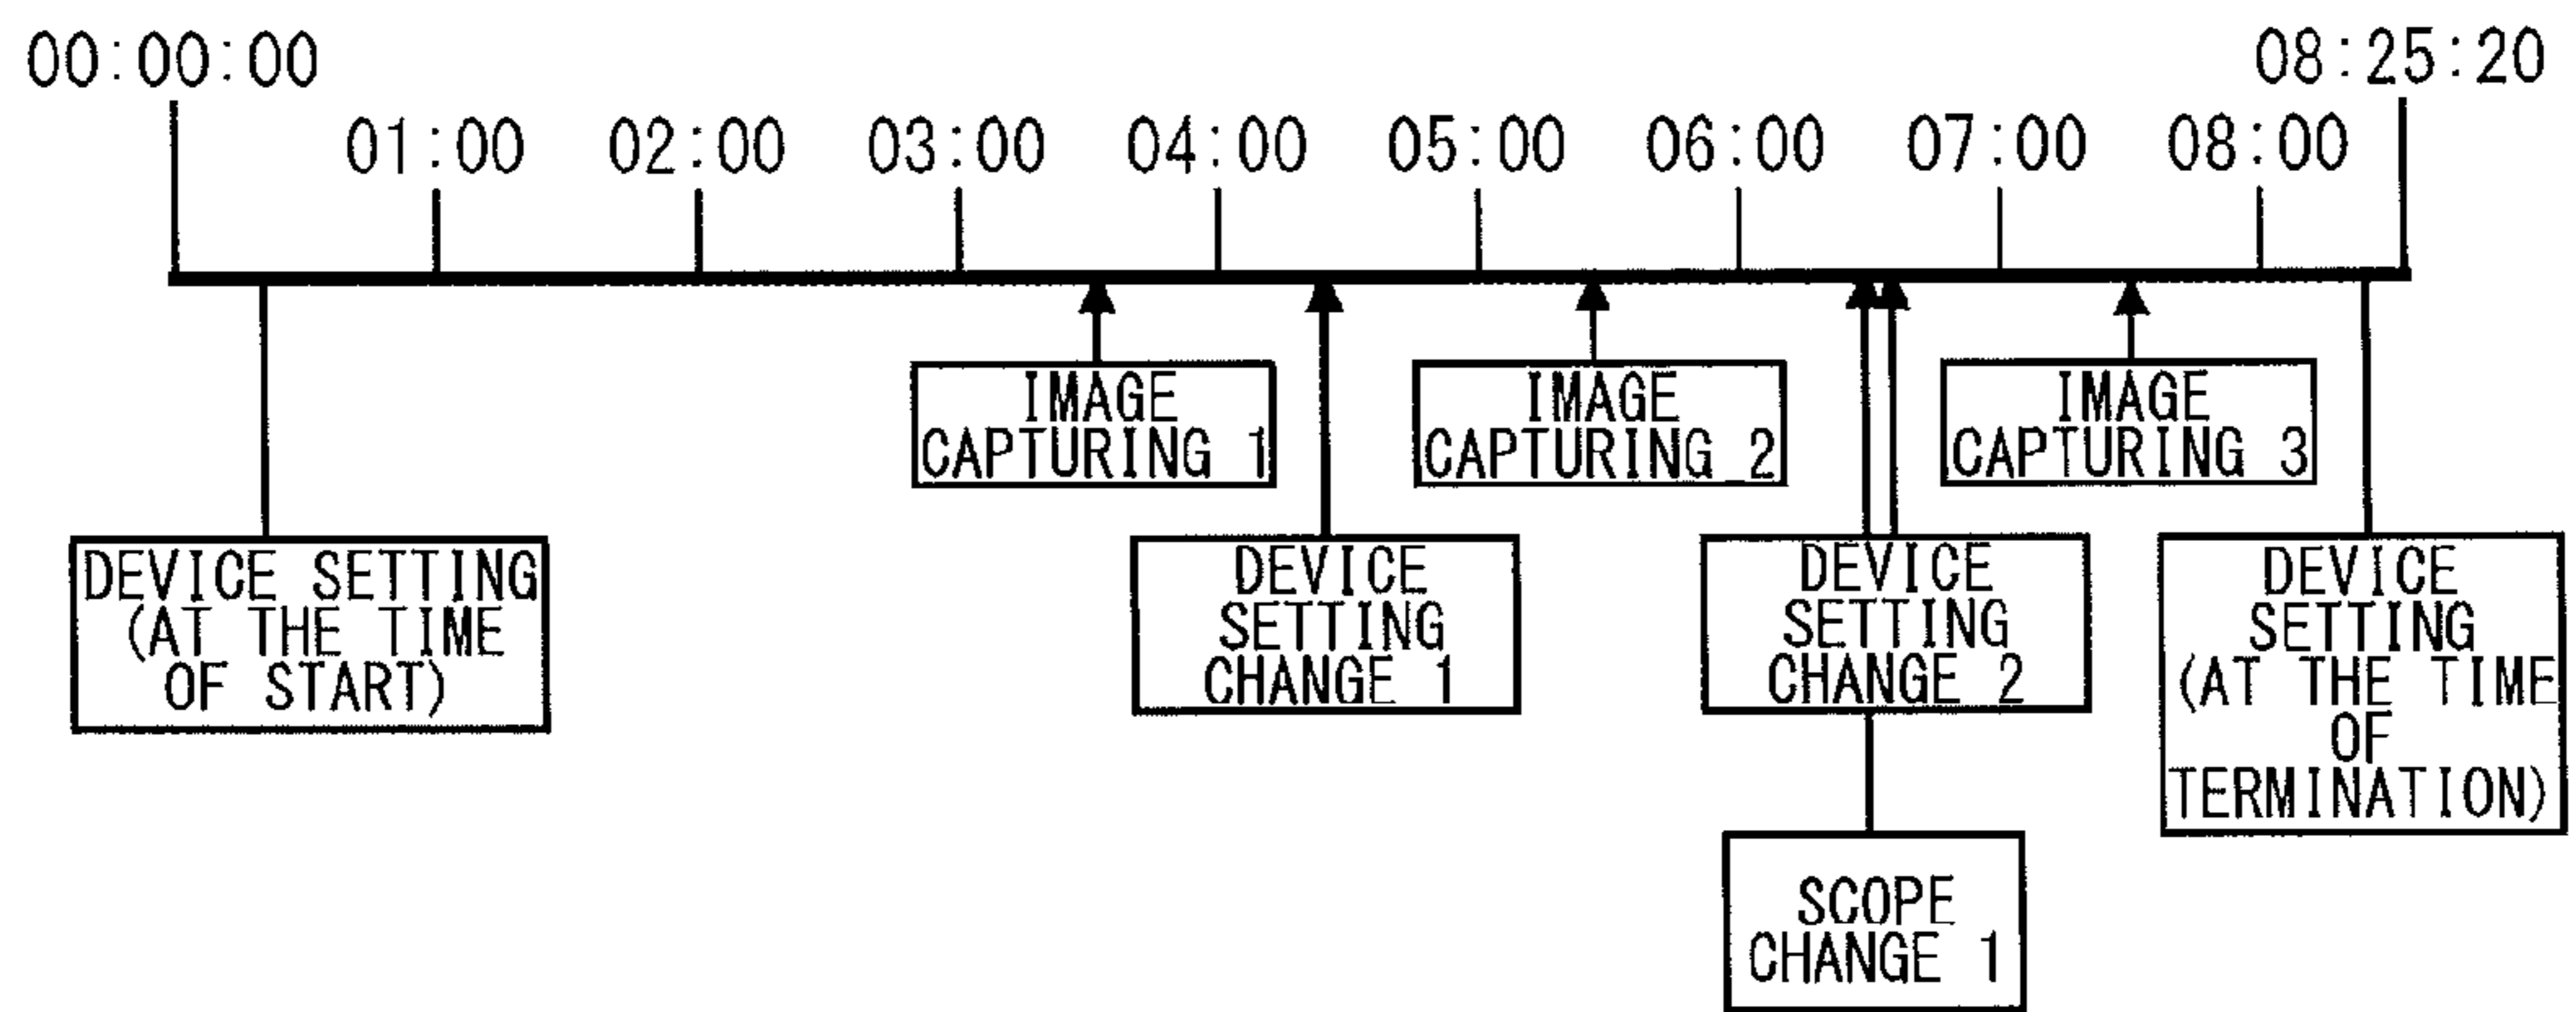 00:00:00
08:25:20
01:00
02:00
03:00
04:00
05:00
06:00
07:00
08:00
IMAGE
CAPTURING 1
IMAGE
CAPTURING 2
IMAGE
CAPTURING 3
DEVICE SETTING
(AT THE TIME
OF START)
DEVICE
SETTING
CHANGE 1
DEVICE
SETTING
CHANGE 2
DEVICE
SETTING
(AT THE TIME
OF
TERMINATION)
SCOPE
CHANGE 1